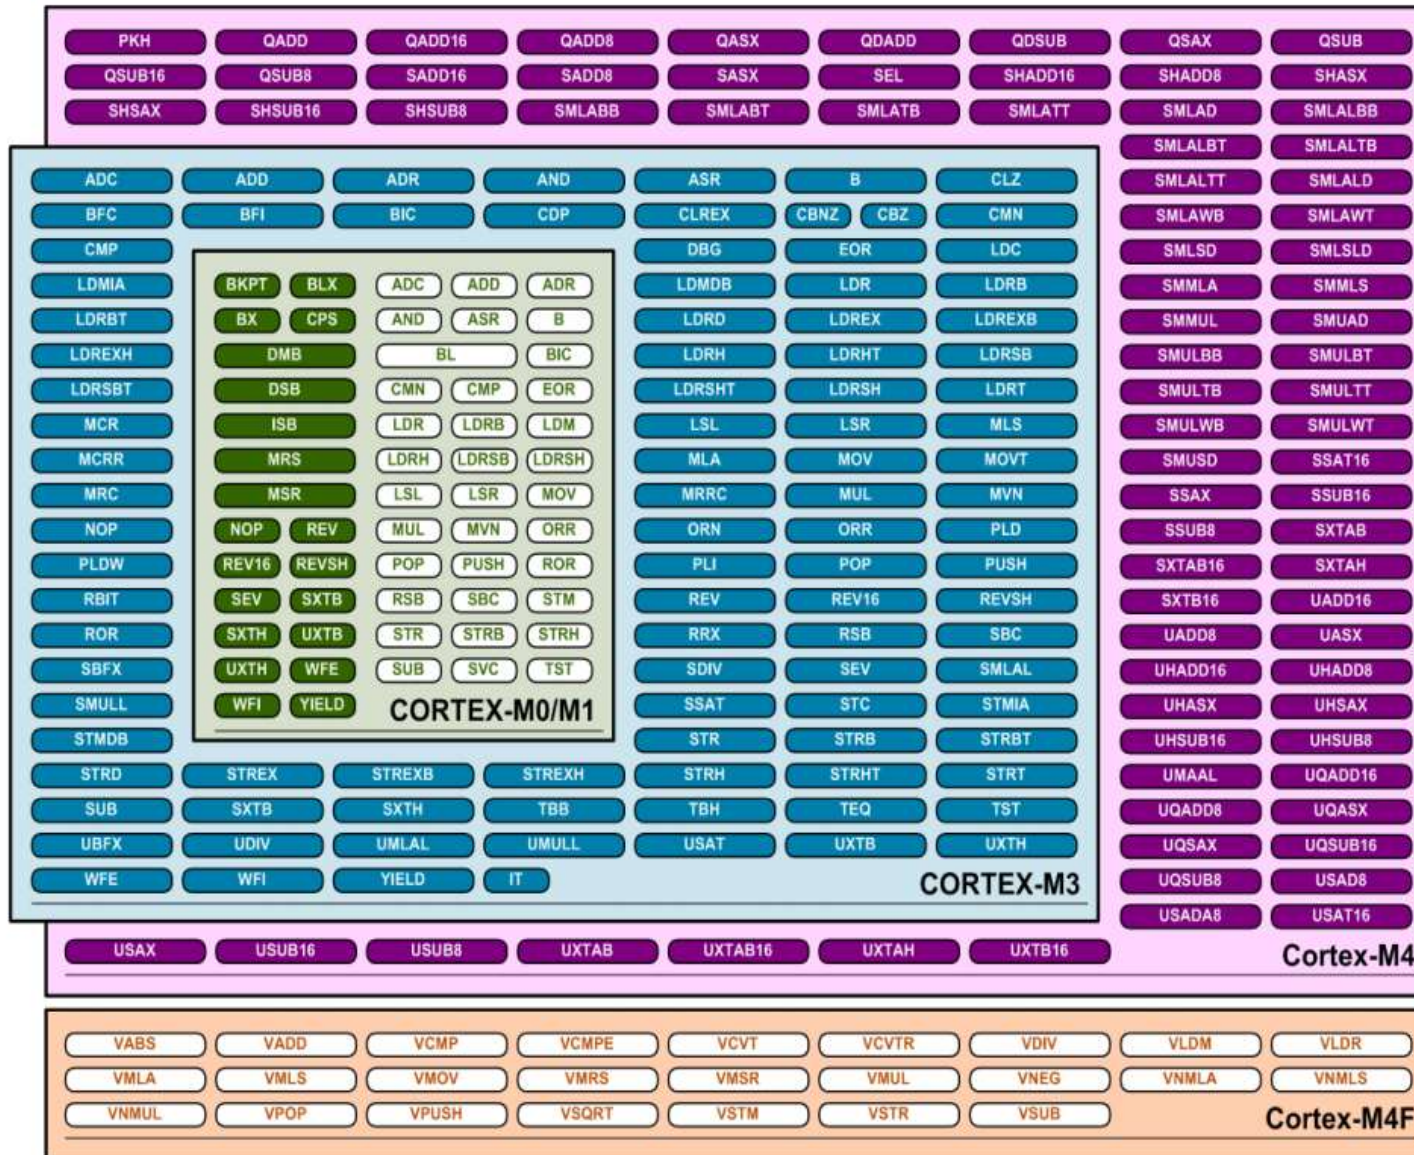 PKH QADD QADD16 QADD8 QASX QDADD QDSUB QSAX QSUB
QSUB16 QSUB8 SADD16 SADD8 SASX SEL SHADD16 SHADD8 SHASX
SHSAX SHSUB16 SHSUB8 SMLABB SMLABT SMLATB SMLATT SMLAD SMLALBB
SMLALBT SMLALTB
ADC ADD ADR AND ASR B CLZ SMLALTT SMLALD
BFC BFI BIC CDP CLREX CBNZ CBZ CMN SMLAWB SMLAWT
CMP DBG EOR LDC SMLSD SMLSLD
LDMIA BKPT BLX ADC ADD ADR LDMDB LDR LDRB SMMLA SMMLS
LDRBT BX CPS AND ASR B LDRD LDREX LDREXB SMMUL SMUAD
LDREXH DMB BL BIC LDRH LDRHT LDRSB SMULBB SMULBT
LDRSBT DSB CMN CMP EOR LDRSHT LDRSH LDRT SMULTB SMULTT
MCR ISB LDR LDRB LDM LSL LSR MLS SMULWB SMULWT
MCRR MRS LDRH LDRSB LDRSH MLA MOV MOVT SMUSD SSAT16
MRC MSR LSL LSR MOV MRRC MUL MVN SSAX SSUB16
NOP NOP REV MUL MVN ORR ORN ORR PLD SSUB8 SXTAB
PLDW REV16 REVSH POP PUSH ROR PLI POP PUSH SXTAB16 SXTAH
RBIT SEV SXTB RSB SBC STM REV REV16 REVSH SXTB16 UADD16
ROR SXTH UXTB STR STRB STRH RRX RSB SBC UADD8 UASX
SBFX UXTH WFE SUB SVC TST SDIV SEV SMLAL UHADD16 UHADD8
SMULL WFI YIELD CORTEX-M0/M1 SSAT STC STMIA UHASX UHSAX
STMDB STR STRB STRBT UHSUB16 UHSUB8
STRD STREX STREXB STREXH STRH STRHT STRT UMAAL UQADD16
SUB SXTB SXTH TBB TBH TEQ TST UQADD8 UQASX
UBFX UDIV UMLAL UMULL USAT UXTB UXTH UQSAX UQSUB16
WFE WFI YIELD IT CORTEX-M3 UQSUB8 USAD8
USADA8 USAT16
USAX USUB16 USUB8 UXTAB UXTAB16 UXTAH UXTB16 Cortex-M4
VABS VADD VCMP VCMPE VCVT VCVTR VDIV VLDM VLDR
VMLA VMLS VMOV VMRS VMSR VMUL VNEG VNMLA VNMLS
VNMUL VPOP VPUSH VSQRT VSTM VSTR VSUB Cortex-M4F